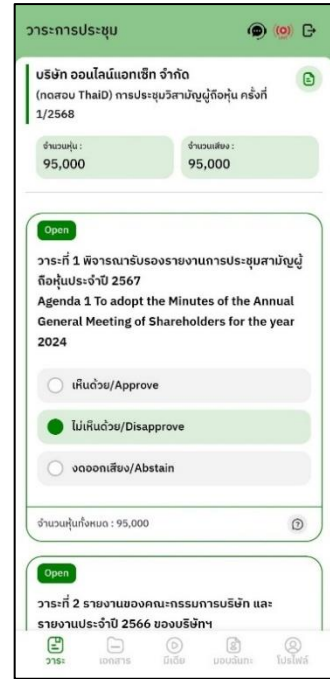 วาระการประชุม
บริษัท ออนไลน์แอทเซ็ท จำกัด
(ทดสอบ ThaiD) การประชุมวิสามัญผู้ถือหุ้น ครั้งที่
1/2568
จำนวนหุ้น :
95,000
จำนวนเสียง :
95,000
Open
วาระที่ 1 พิจารณารับรองรายงานการประชุมสามัญผู้
ถือหุ้นประจำปี 2567
Agenda 1 To adopt the Minutes of the Annual
General Meeting of Shareholders for the year
2024
เห็นด้วย/Approve
ไม่เห็นด้วย/Disapprove
งดออกเสียง/Abstain
จำนวนหุ้นทั้งหมด : 95,000
Open
วาระที่ 2 รายงานของคณะกรรมการบริษัท และ
รายงานประจำปี 2566 ของบริษัทฯ
วาระ
เอกสาร
มีเดีย
มอบฉันทะ
โปรไฟล์